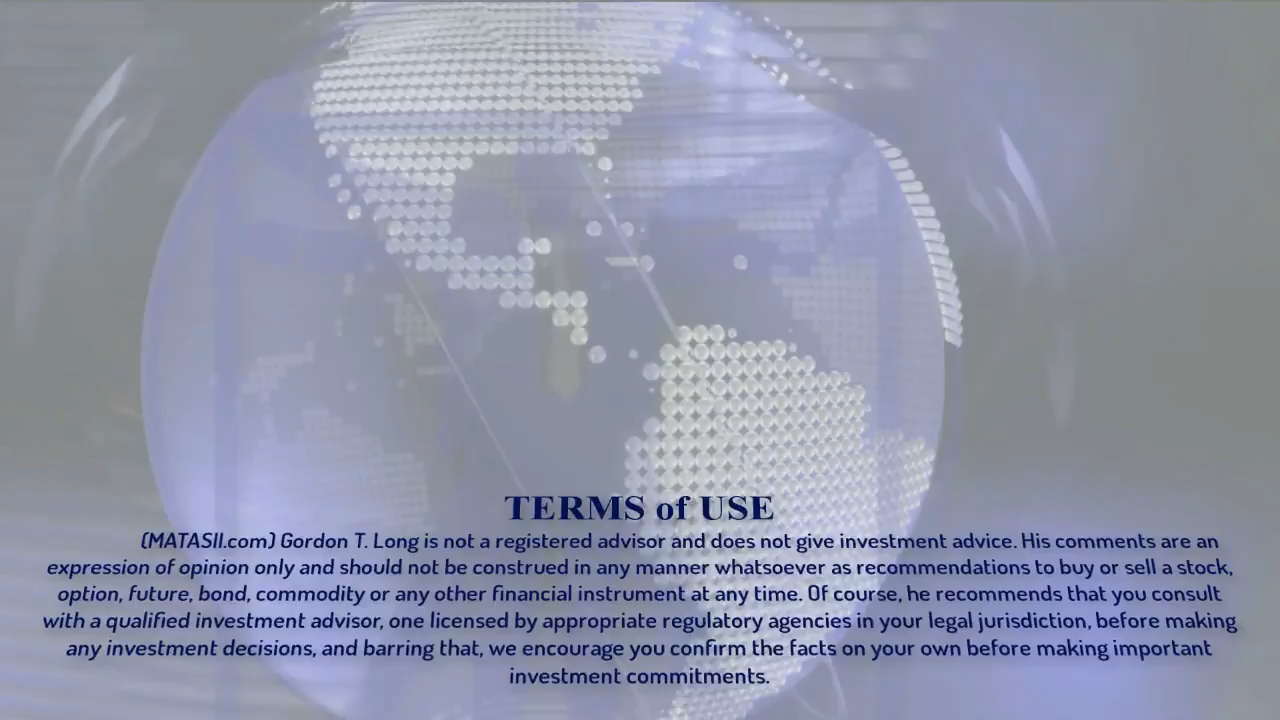 TERMS of USE
(MATASII.com) Gordon T. Long is not a registered advisor and does not give investment advice. His comments are an
expression of opinion only and should not be construed in any manner whatsoever as recommendations to buy or sell a stock,
option, future, bond, commodity or any other financial instrument at any time. Of course, he recommends that you consult
with a qualified investment advisor, one licensed by appropriate regulatory agencies in your legal jurisdiction, before making
any investment decisions, and barring that, we encourage you confirm the facts on your own before making important
investment commitments.